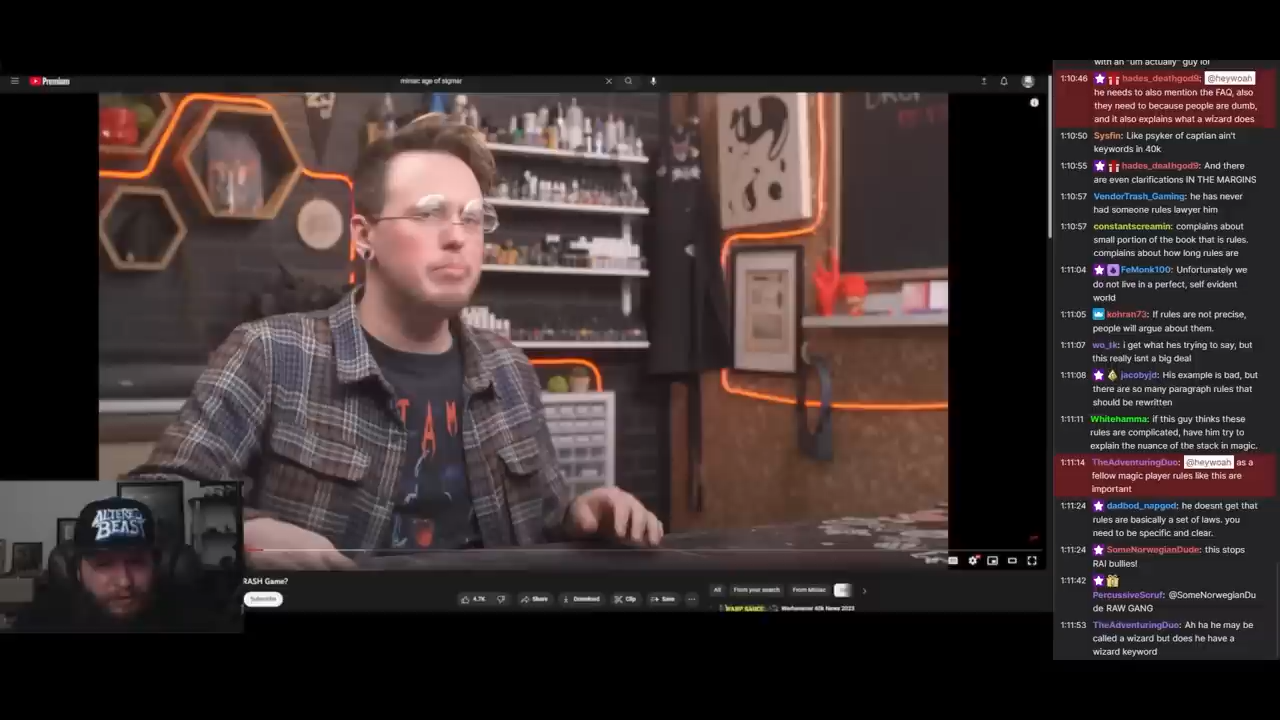 Premium
miniac age of sigmar
DROP
TAM
ALTERED
BEAST
RASH Game?
Subscribe
4.7K
Share
Download
Clip
Save
All
From your search
From Miniac
Warhammer 40k News 2023
with an "um actually" guy lol
1:10:46 hades_deathgod9: @heywoah
he needs to also mention the FAQ, also
they need to because people are dumb,
and it also explains what a wizard does
1:10:50 Sysfin: Like psyker of captian ain't
keywords in 40k
1:10:55 hades_deathgod9: And there
are even clarifications IN THE MARGINS
1:10:57 VendorTrash_Gaming: he has never
had someone rules lawyer him
1:10:57 constantscreamin: complains about
small portion of the book that is rules.
complains about how long rules are
1:11:04 FeMonk100: Unfortunately we
do not live in a perfect, self evident
world
1:11:05 kohran73: If rules are not precise,
people will argue about them.
1:11:07 wo_tk: i get what hes trying to say, but
this really isnt a big deal
1:11:08 jacobyjd: His example is bad, but
there are so many paragraph rules that
should be rewritten
1:11:11 Whitehamma: if this guy thinks these
rules are complicated, have him try to
explain the nuance of the stack in magic.
1:11:14 TheAdventuringDuo: @heywoah as a
fellow magic player rules like this are
important
1:11:24 dadbod_napgod: he doesnt get that
rules are basically a set of laws. you
need to be specific and clear.
1:11:24 SomeNorwegianDude: this stops
RAI bullies!
1:11:42
PercussiveScruf: @SomeNorwegianDu
de RAW GANG
1:11:53 TheAdventuringDuo: Ah ha he may be
called a wizard but does he have a
wizard keyword